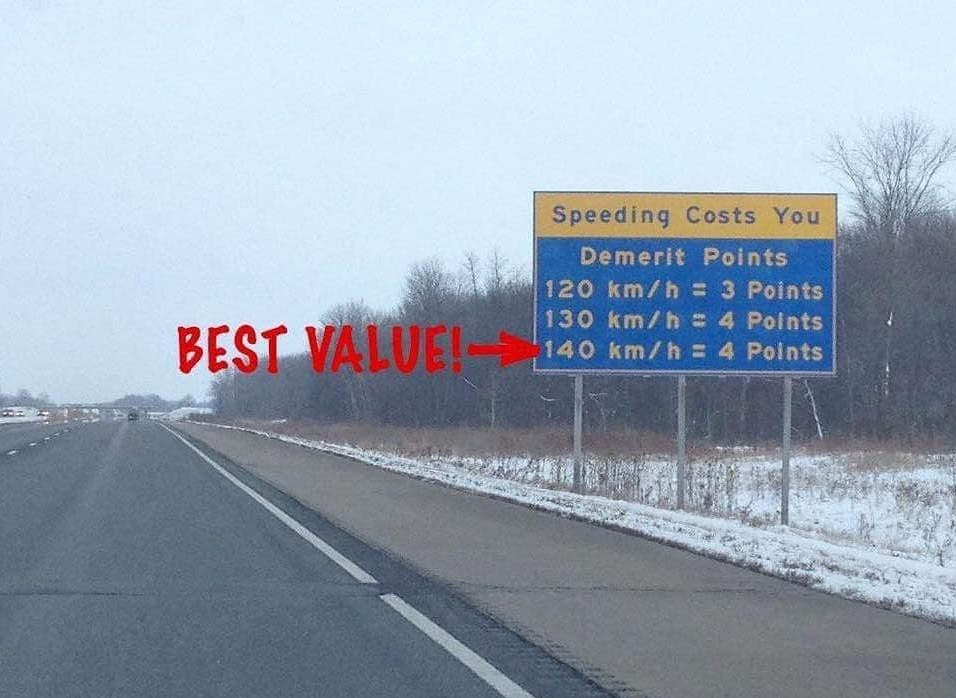 Speeding Costs You
Demerit Points
120 km/h = 3 Points
130 km/h = 4 Points
BEST VALUE!
140 km/h = 4 Points